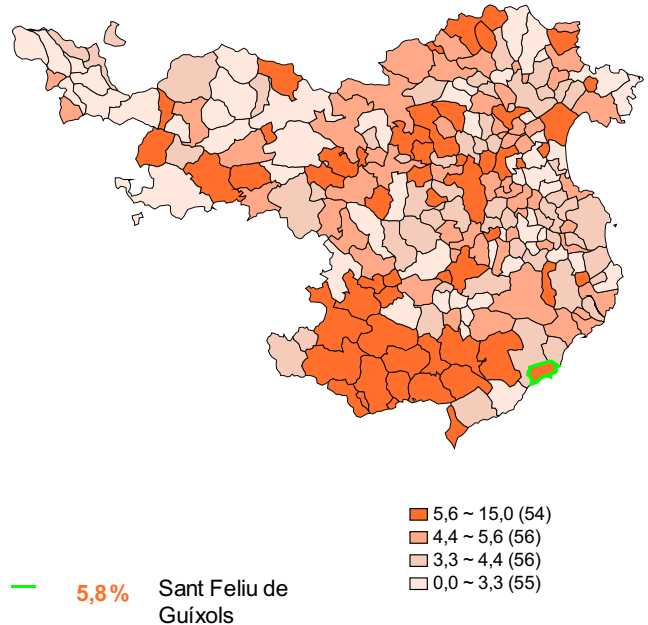 5,6 ~ 15,0 (54)
4,4 ~ 5,6 (56)
3,3 ~ 4,4 (56)
0,0 ~ 3,3 (55)
5,8 % Sant Feliu de
Guíxols